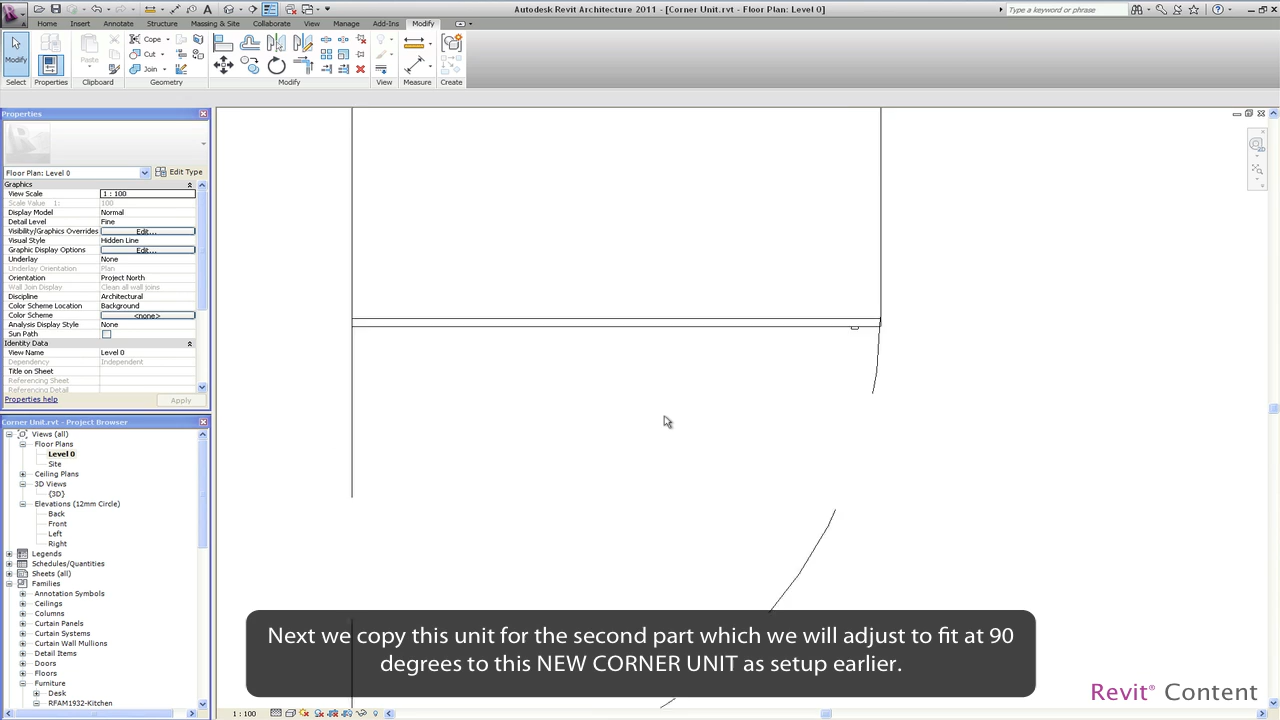 Autodesk Revit Architecture 2011 - [Corner Unit.rvt - Floor Plan: Level 0]
Type a keyword or phrase
Home
Insert
Annotate
Structure
Massing & Site
Collaborate
View
Manage
Add-Ins
Modify
Modify
Paste
Cope
Cut
Join
Select
Properties
Clipboard
Geometry
Modify
View
Measure
Create
Properties
Floor Plan: Level 0
Edit Type
Graphics
View Scale
1 : 100
Scale Value 1:
100
Display Model
Normal
Detail Level
Fine
Visibility/Graphics Overrides
Edit...
Visual Style
Hidden Line
Graphic Display Options
Edit...
Underlay
None
Underlay Orientation
Plan
Orientation
Project North
Wall Join Display
Clean all wall joins
Discipline
Architectural
Color Scheme Location
Background
Color Scheme
<none>
Analysis Display Style
None
Sun Path
Identity Data
View Name
Level 0
Dependency
Independent
Title on Sheet
Referencing Sheet
Referencing Detail
Properties help
Apply
Corner Unit.rvt - Project Browser
Views (all)
Floor Plans
Level 0
Site
Ceiling Plans
3D Views
{3D}
Elevations (12mm Circle)
Back
Front
Left
Right
Legends
Schedules/Quantities
Sheets (all)
Families
Annotation Symbols
Ceilings
Columns
Curtain Panels
Curtain Systems
Curtain Wall Mullions
Detail Items
Doors
Floors
Furniture
Desk
RFAM1932-Kitchen
Next we copy this unit for the second part which we will adjust to fit at 90
degrees to this NEW CORNER UNIT as setup earlier.
Revit® Content
1 : 100